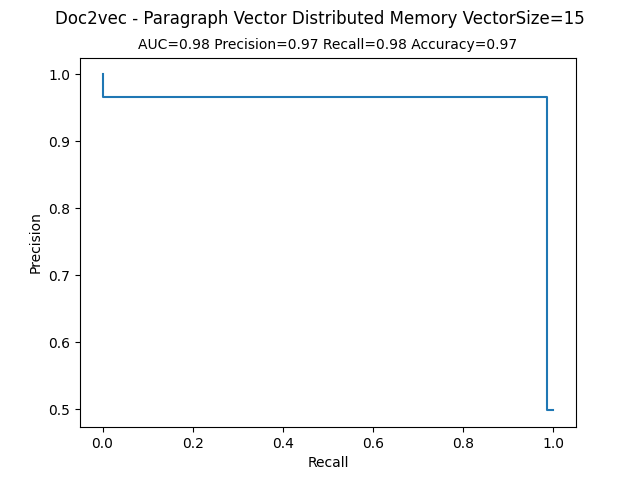 Doc2vec - Paragraph Vector Distributed Memory VectorSize=15
AUC=0.98 Precision=0.97 Recall=0.98 Accuracy=0.97
1.0
0.9
0.8
0.7
0.6
0.5
Precision
0.0 0.2 0.4 0.6 0.8 1.0
Recall